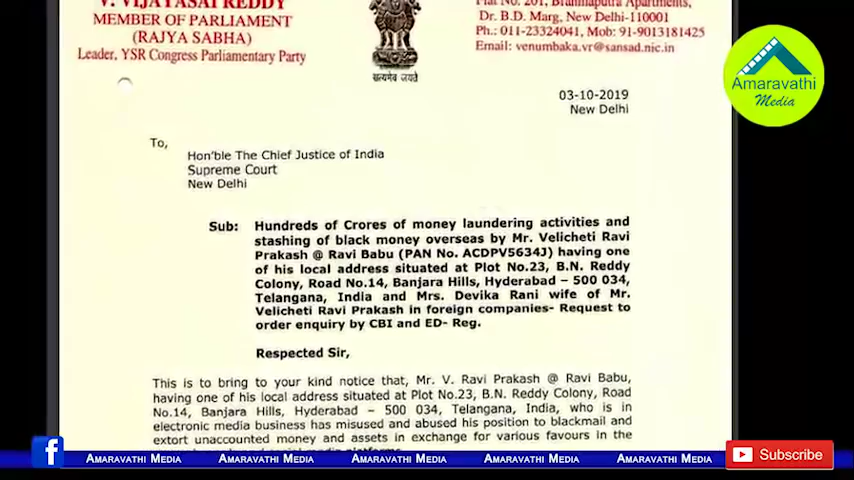 V. VIJAYASAI REDDY
MEMBER OF PARLIAMENT
(RAJYA SABHA)
Leader, YSR Congress Parliamentary Party
सत्यमेव जयते
Flat No. 201, Brahmaputra Apartments,
Dr. B.D. Marg, New Delhi-110001
Ph.: 011-23324041, Mob: 91-9013181425
Email: venumbaka.vr@sansad.nic.in
Amaravathi
Media
03-10-2019
New Delhi
To,
Hon'ble The Chief Justice of India
Supreme Court
New Delhi
Sub: Hundreds of Crores of money laundering activities and
stashing of black money overseas by Mr. Velicheti Ravi
Prakash @ Ravi Babu (PAN No. ACDPV5634J) having one
of his local address situated at Plot No.23, B.N. Reddy
Colony, Road No.14, Banjara Hills, Hyderabad – 500 034,
Telangana, India and Mrs. Devika Rani wife of Mr.
Velicheti Ravi Prakash in foreign companies- Request to
order enquiry by CBI and ED- Reg.
Respected Sir,
This is to bring to your kind notice that, Mr. V. Ravi Prakash @ Ravi Babu,
having one of his local address situated at Plot No.23, B.N. Reddy Colony, Road
No.14, Banjara Hills, Hyderabad – 500 034, Telangana, India, who is in
electronic media business has misused and abused his position to blackmail and
extort unaccounted money and assets in exchange for various favours in the
f AMARAVATHI MEDIA AMARAVATHI MEDIA AMARAVATHI MEDIA AMARAVATHI MEDIA AMARAVATHI MEDIA
Subscribe